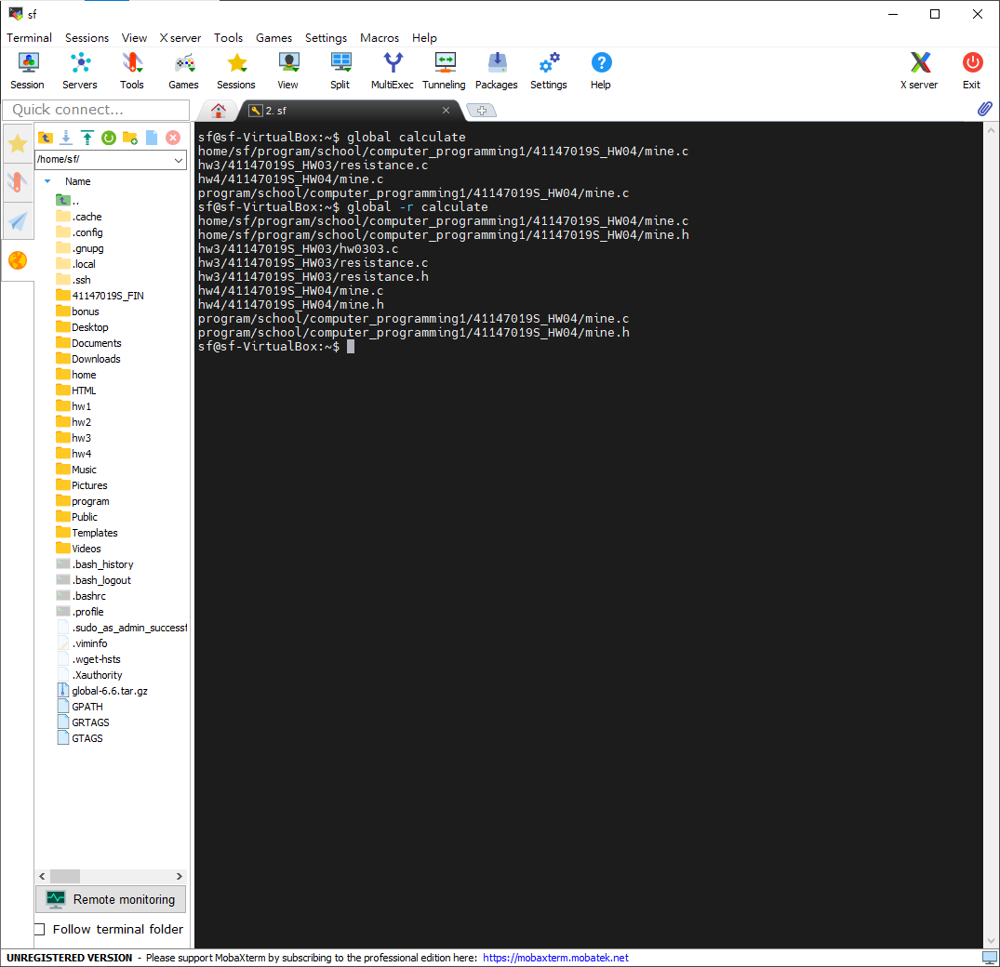 sf
Terminal Sessions View X server Tools Games Settings Macros Help
Session Servers Tools Games Sessions View Split MultiExec Tunneling Packages Settings Help X server Exit
Quick connect...
2. sf
/home/sf/
Name
..
.cache
.config
.gnupg
.local
.ssh
41147019S_FIN
bonus
Desktop
Documents
Downloads
home
HTML
hw1
hw2
hw3
hw4
Music
Pictures
program
Public
Templates
Videos
.bash_history
.bash_logout
.bashrc
.profile
.sudo_as_admin_successf
.viminfo
.wget-hsts
.Xauthority
global-6.6.tar.gz
GPATH
GRTAGS
GTAGS
Remote monitoring
Follow terminal folder
sf@sf-VirtualBox:~$ global calculate
home/sf/program/school/computer_programming1/41147019S_HW04/mine.c
hw3/41147019S_HW03/resistance.c
hw4/41147019S_HW04/mine.c
program/school/computer_programming1/41147019S_HW04/mine.c
sf@sf-VirtualBox:~$ global -r calculate
home/sf/program/school/computer_programming1/41147019S_HW04/mine.c
home/sf/program/school/computer_programming1/41147019S_HW04/mine.h
hw3/41147019S_HW03/hw0303.c
hw3/41147019S_HW03/resistance.c
hw3/41147019S_HW03/resistance.h
hw4/41147019S_HW04/mine.c
hw4/41147019S_HW04/mine.h
program/school/computer_programming1/41147019S_HW04/mine.c
program/school/computer_programming1/41147019S_HW04/mine.h
sf@sf-VirtualBox:~$
UNREGISTERED VERSION - Please support MobaXterm by subscribing to the professional edition here: https://mobaxterm.mobatek.net